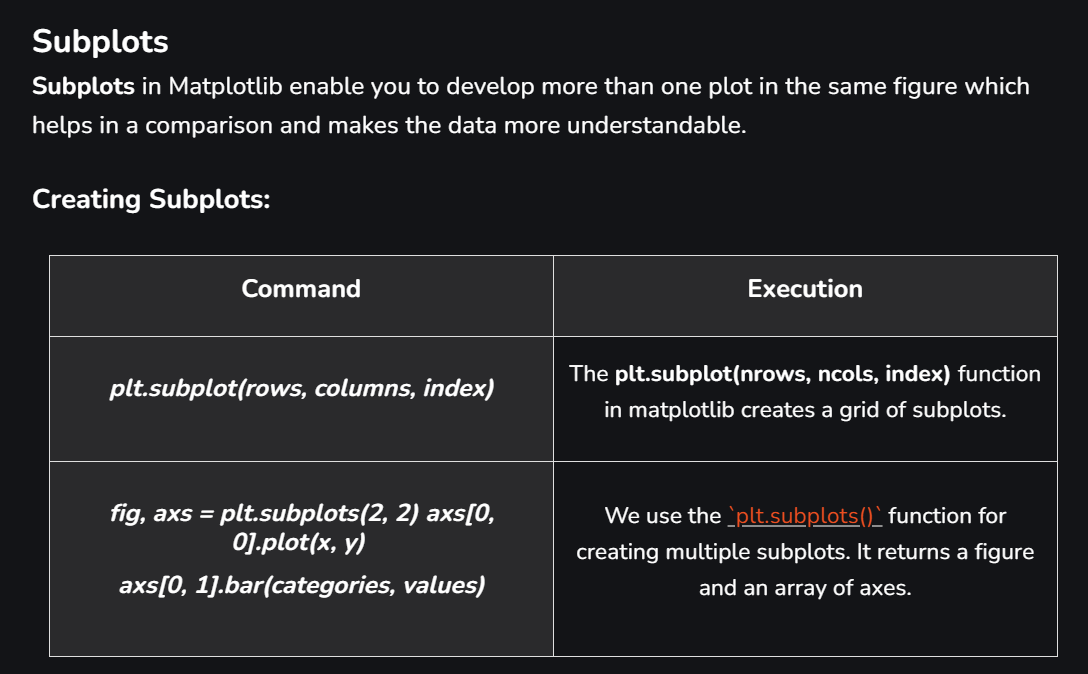 Subplots
Subplots in Matplotlib enable you to develop more than one plot in the same figure which
helps in a comparison and makes the data more understandable.
Creating Subplots:
Command
Execution
plt.subplot(rows, columns, index)
The plt.subplot(nrows, ncols, index) function
in matplotlib creates a grid of subplots.
fig, axs = plt.subplots(2, 2) axs[0,
0].plot(x, y)
axs[0, 1].bar(categories, values)
We use the `plt.subplots()` function for
creating multiple subplots. It returns a figure
and an array of axes.